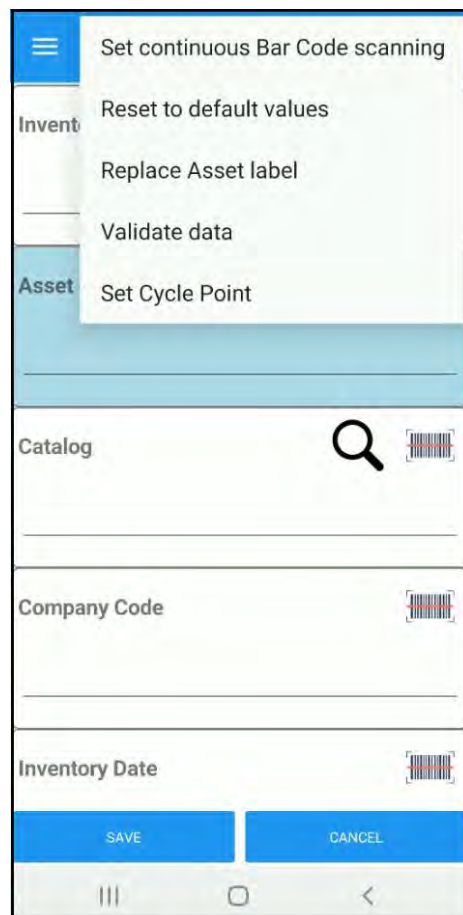 Set continuous Bar Code scanning
Reset to default values
Replace Asset label
Validate data
Set Cycle Point
Asset
Catalog
Company Code
Inventory Date
SAVE
CANCEL